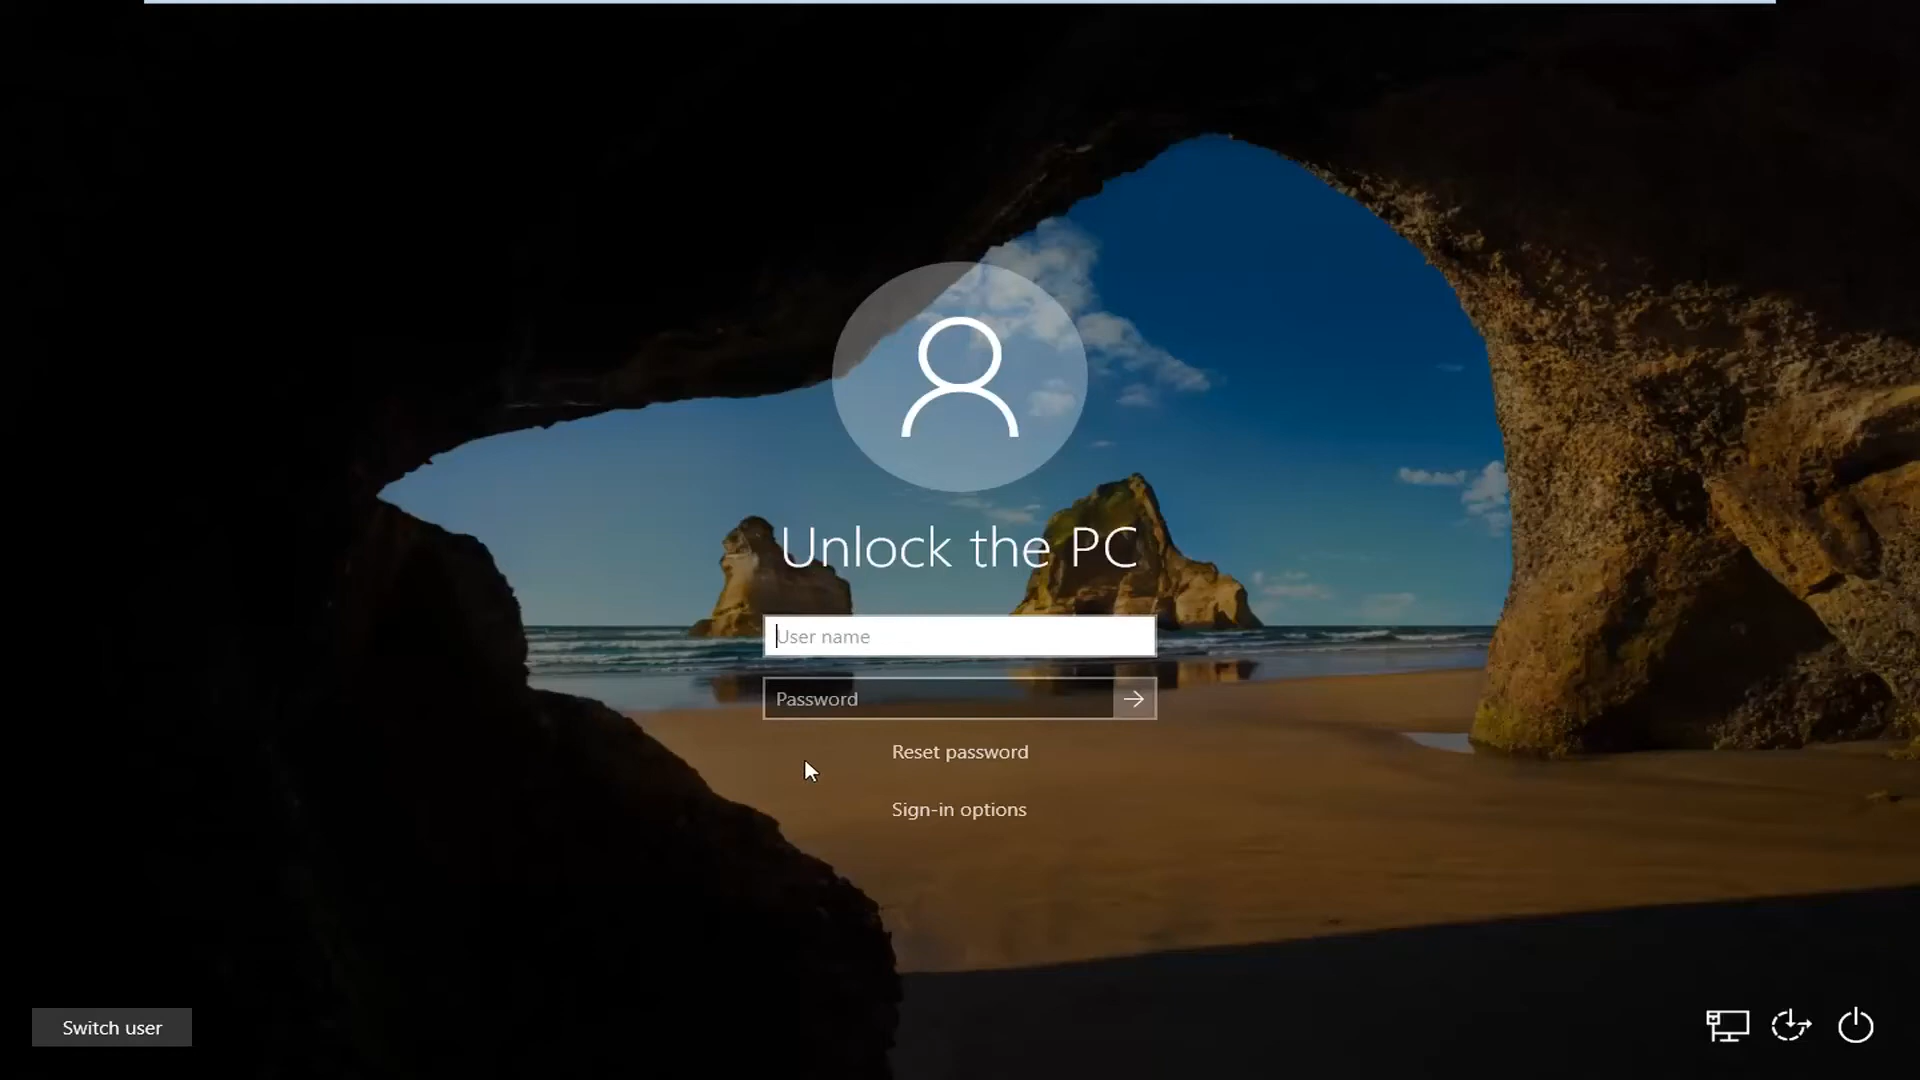 Unlock the PC
User name
Password
Reset password
Sign-in options
Switch user